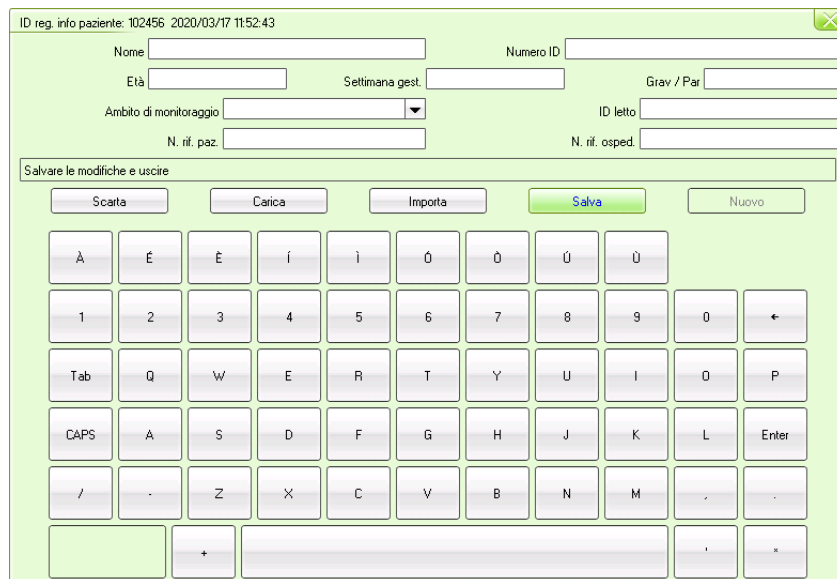 ID reg. info paziente: 102456 2020/03/17 11:52:43
Nome Numero ID
Età Settimana gest. Grav / Par
Ambito di monitoraggio ID letto
N. rif. paz. N. rif. osped.
Salvare le modifiche e uscire
Scarta Carica Importa Salva Nuovo
À É È Í Ì Ó Ò Ú Ù
1 2 3 4 5 6 7 8 9 0 ←
Tab Q W E R T Y U I O P
CAPS A S D F G H J K L Enter
/ - Z X C V B N M , .
+ ' *